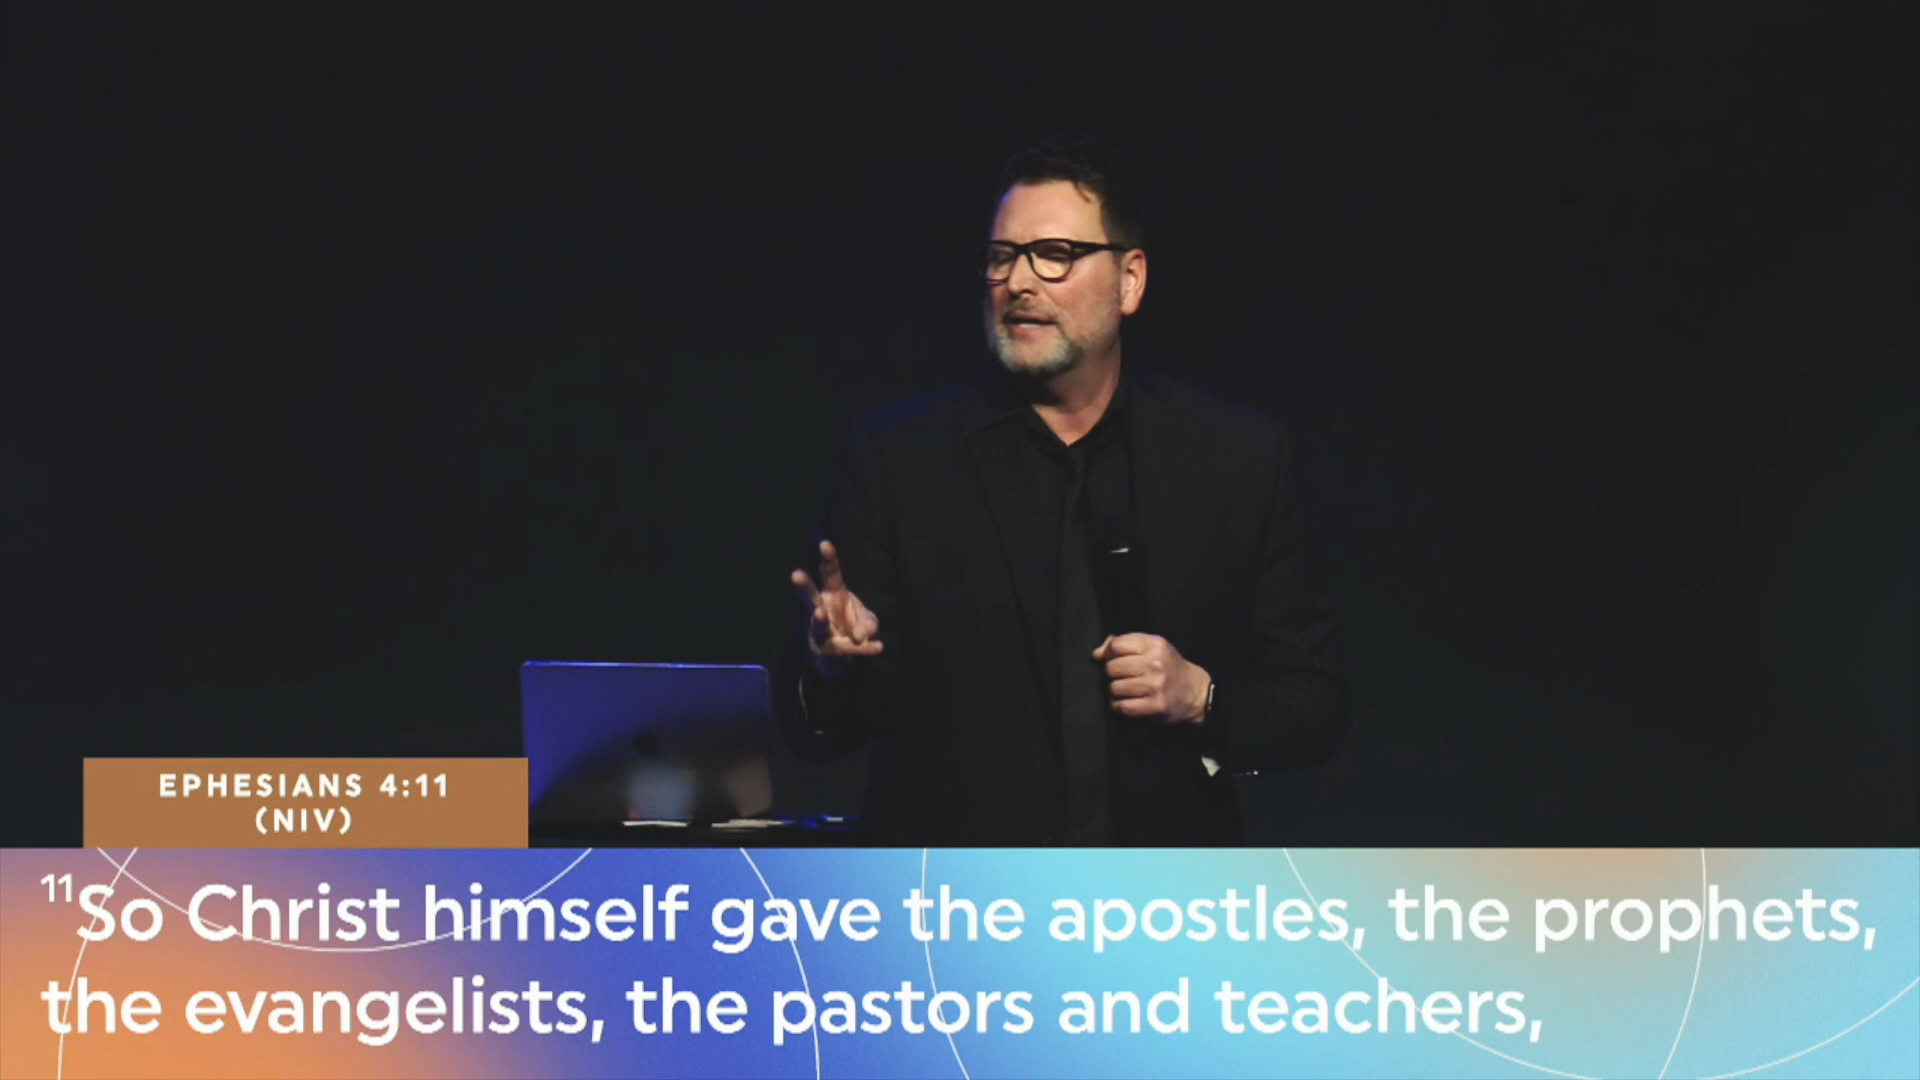 EPHESIANS 4:11
(NIV)
11So Christ himself gave the apostles, the prophets,
the evangelists, the pastors and teachers,